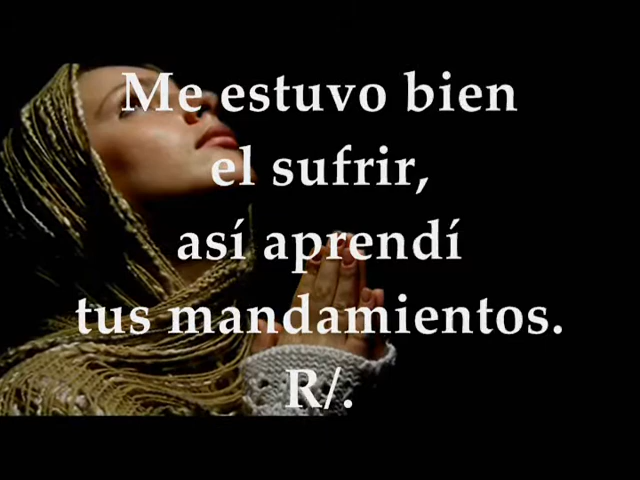 Me estuvo bien
el sufrir,
así aprendí
tus mandamientos.
R/.